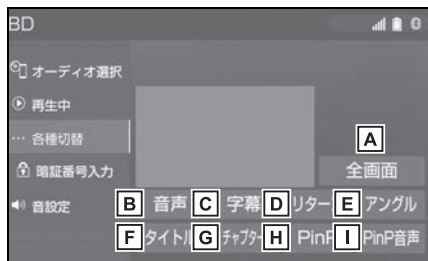 BD
オーディオ選択
再生中
… 各種切替
暗証番号入力
音設定
A
全画面
B 音声 C 字幕 D リター E アングル
F タイトル G チャプター H PinP I PinP音声